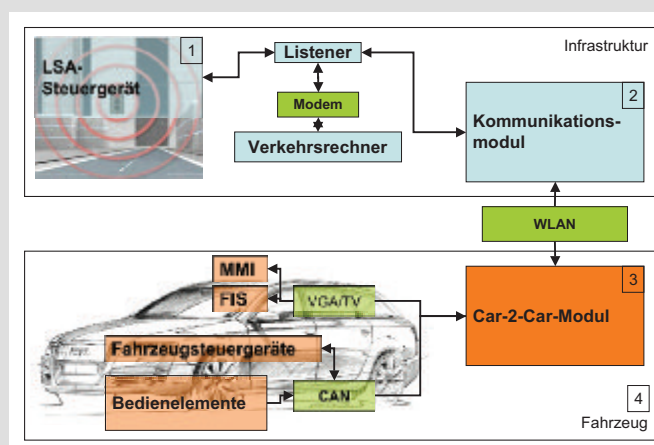 1
LSA-
Steuergerät
Listener
Modem
Verkehrsrechner
Infrastruktur
2
Kommunikations-
modul
WLAN
MMI
FIS
VGA/TV
Fahrzeugsteuergeräte
Bedienelemente
CAN
3
Car-2-Car-Modul
4
Fahrzeug